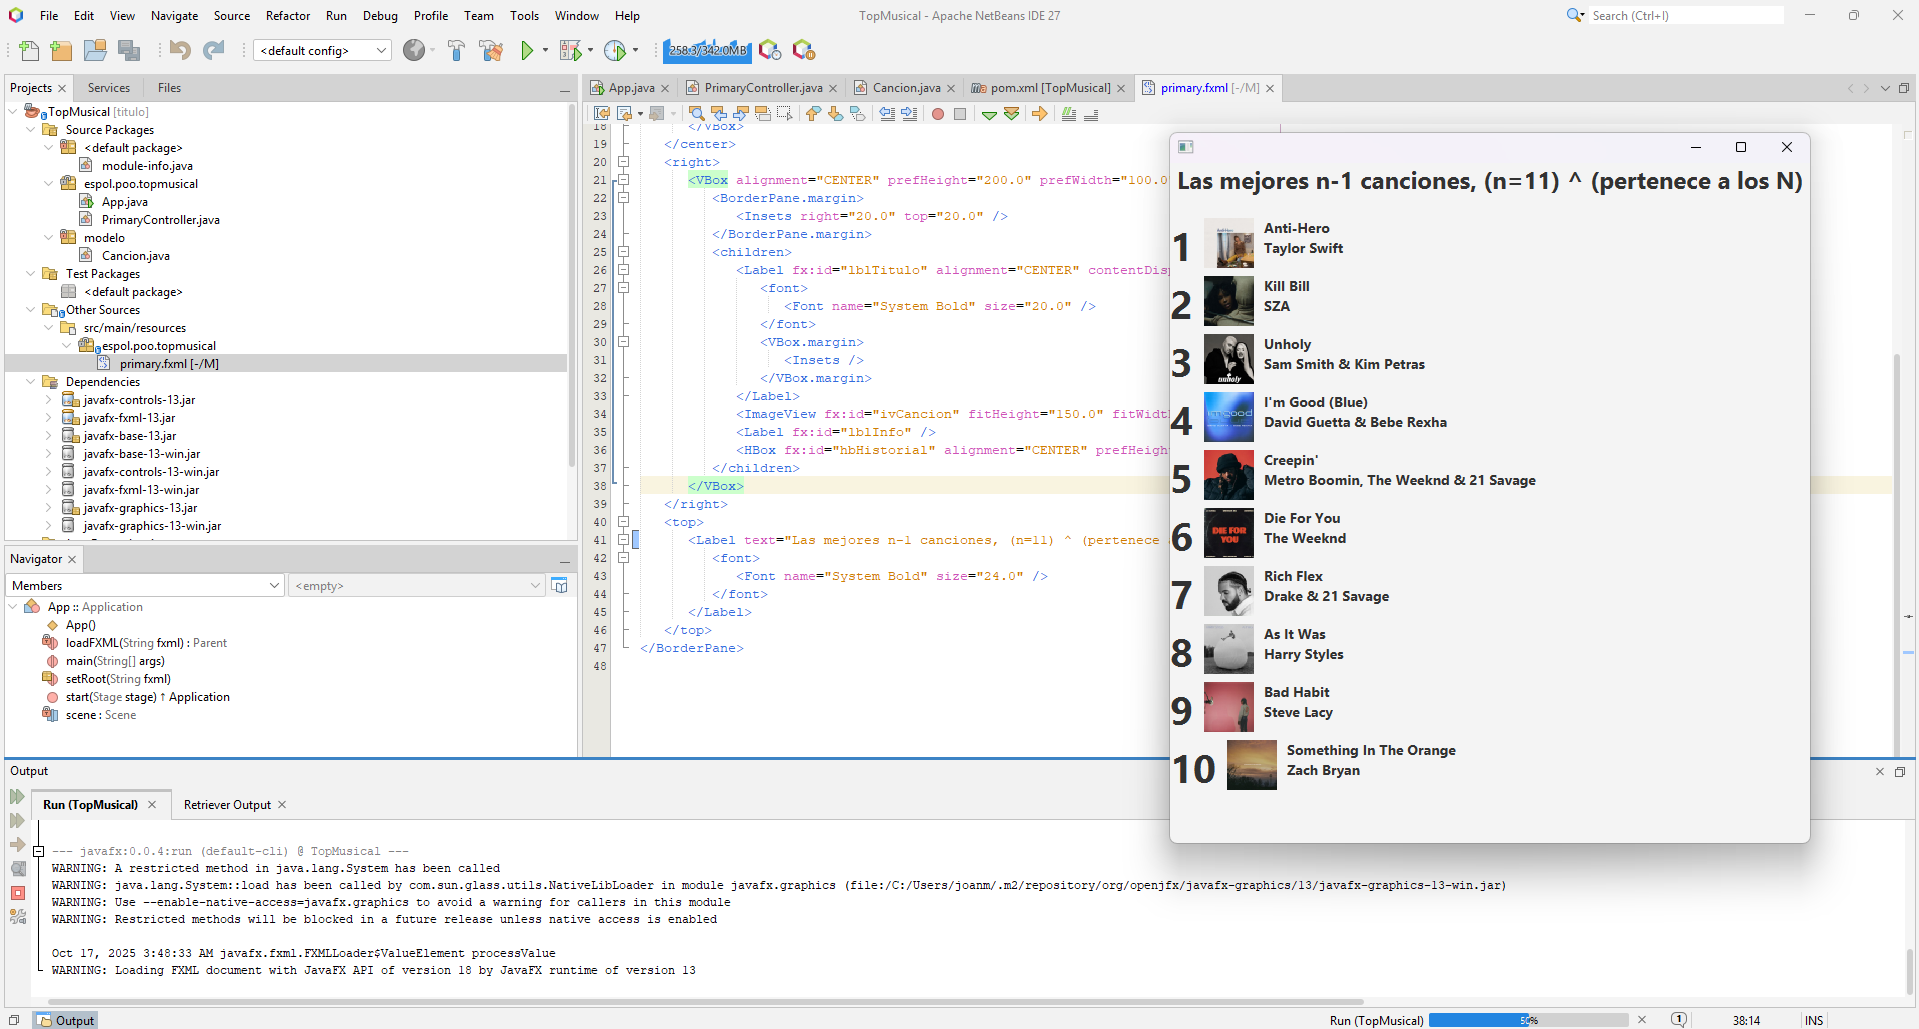 File Edit View Navigate Source Refactor Run Debug Profile Team Tools Window Help
TopMusical - Apache NetBeans IDE 27
Search (Ctrl+I)
<default config>
258.3/342.0MB
Projects
Services
Files
TopMusical [titulo]
Source Packages
<default package>
module-info.java
espol.poo.topmusical
App.java
PrimaryController.java
modelo
Cancion.java
Test Packages
<default package>
Other Sources
src/main/resources
espol.poo.topmusical
primary.fxml [-/M]
Dependencies
javafx-controls-13.jar
javafx-fxml-13.jar
javafx-base-13.jar
javafx-base-13-win.jar
javafx-controls-13-win.jar
javafx-fxml-13-win.jar
javafx-graphics-13.jar
javafx-graphics-13-win.jar
Navigator
Members
<empty>
App :: Application
App()
loadFXML(String fxml) : Parent
main(String[] args)
setRoot(String fxml)
start(Stage stage) ↑ Application
scene : Scene
App.java
PrimaryController.java
Cancion.java
pom.xml [TopMusical]
primary.fxml [-/M]
18 </VBox>
19 </center>
20 <right>
21 <VBox alignment="CENTER" prefHeight="200.0" prefWidth="100.0
22 <BorderPane.margin>
23 <Insets right="20.0" top="20.0" />
24 </BorderPane.margin>
25 <children>
26 <Label fx:id="lblTitulo" alignment="CENTER" contentDisp
27 <font>
28 <Font name="System Bold" size="20.0" />
29 </font>
30 <VBox.margin>
31 <Insets />
32 </VBox.margin>
33 </Label>
34 <ImageView fx:id="ivCancion" fitHeight="150.0" fitWidt
35 <Label fx:id="lblInfo" />
36 <HBox fx:id="hbHistorial" alignment="CENTER" prefHeigh
37 </children>
38 </VBox>
39 </right>
40 <top>
41 <Label text="Las mejores n-1 canciones, (n=11) ^ (pertenece
42 <font>
43 <Font name="System Bold" size="24.0" />
44 </font>
45 </Label>
46 </top>
47 </BorderPane>
48
Las mejores n-1 canciones, (n=11) ^ (pertenece a los N)
1
Anti-Hero
Taylor Swift
2
Kill Bill
SZA
3
unholy
Unholy
Sam Smith & Kim Petras
4
I'm Good (Blue)
David Guetta & Bebe Rexha
5
Creepin'
Metro Boomin, The Weeknd & 21 Savage
6
DIE FOR YOU
Die For You
The Weeknd
7
Rich Flex
Drake & 21 Savage
8
As It Was
Harry Styles
9
Bad Habit
Steve Lacy
10
Something In The Orange
Zach Bryan
Output
Run (TopMusical)
Retriever Output
--- javafx:0.0.4:run (default-cli) @ TopMusical ---
WARNING: A restricted method in java.lang.System has been called
WARNING: java.lang.System::load has been called by com.sun.glass.utils.NativeLibLoader in module javafx.graphics (file:/C:/Users/joanm/.m2/repository/org/openjfx/javafx-graphics/13/javafx-graphics-13-win.jar)
WARNING: Use --enable-native-access=javafx.graphics to avoid a warning for callers in this module
WARNING: Restricted methods will be blocked in a future release unless native access is enabled
Oct 17, 2025 3:48:33 AM javafx.fxml.FXMLLoader$ValueElement processValue
WARNING: Loading FXML document with JavaFX API of version 18 by JavaFX runtime of version 13
Output
Run (TopMusical)
50%
1
38:14
INS